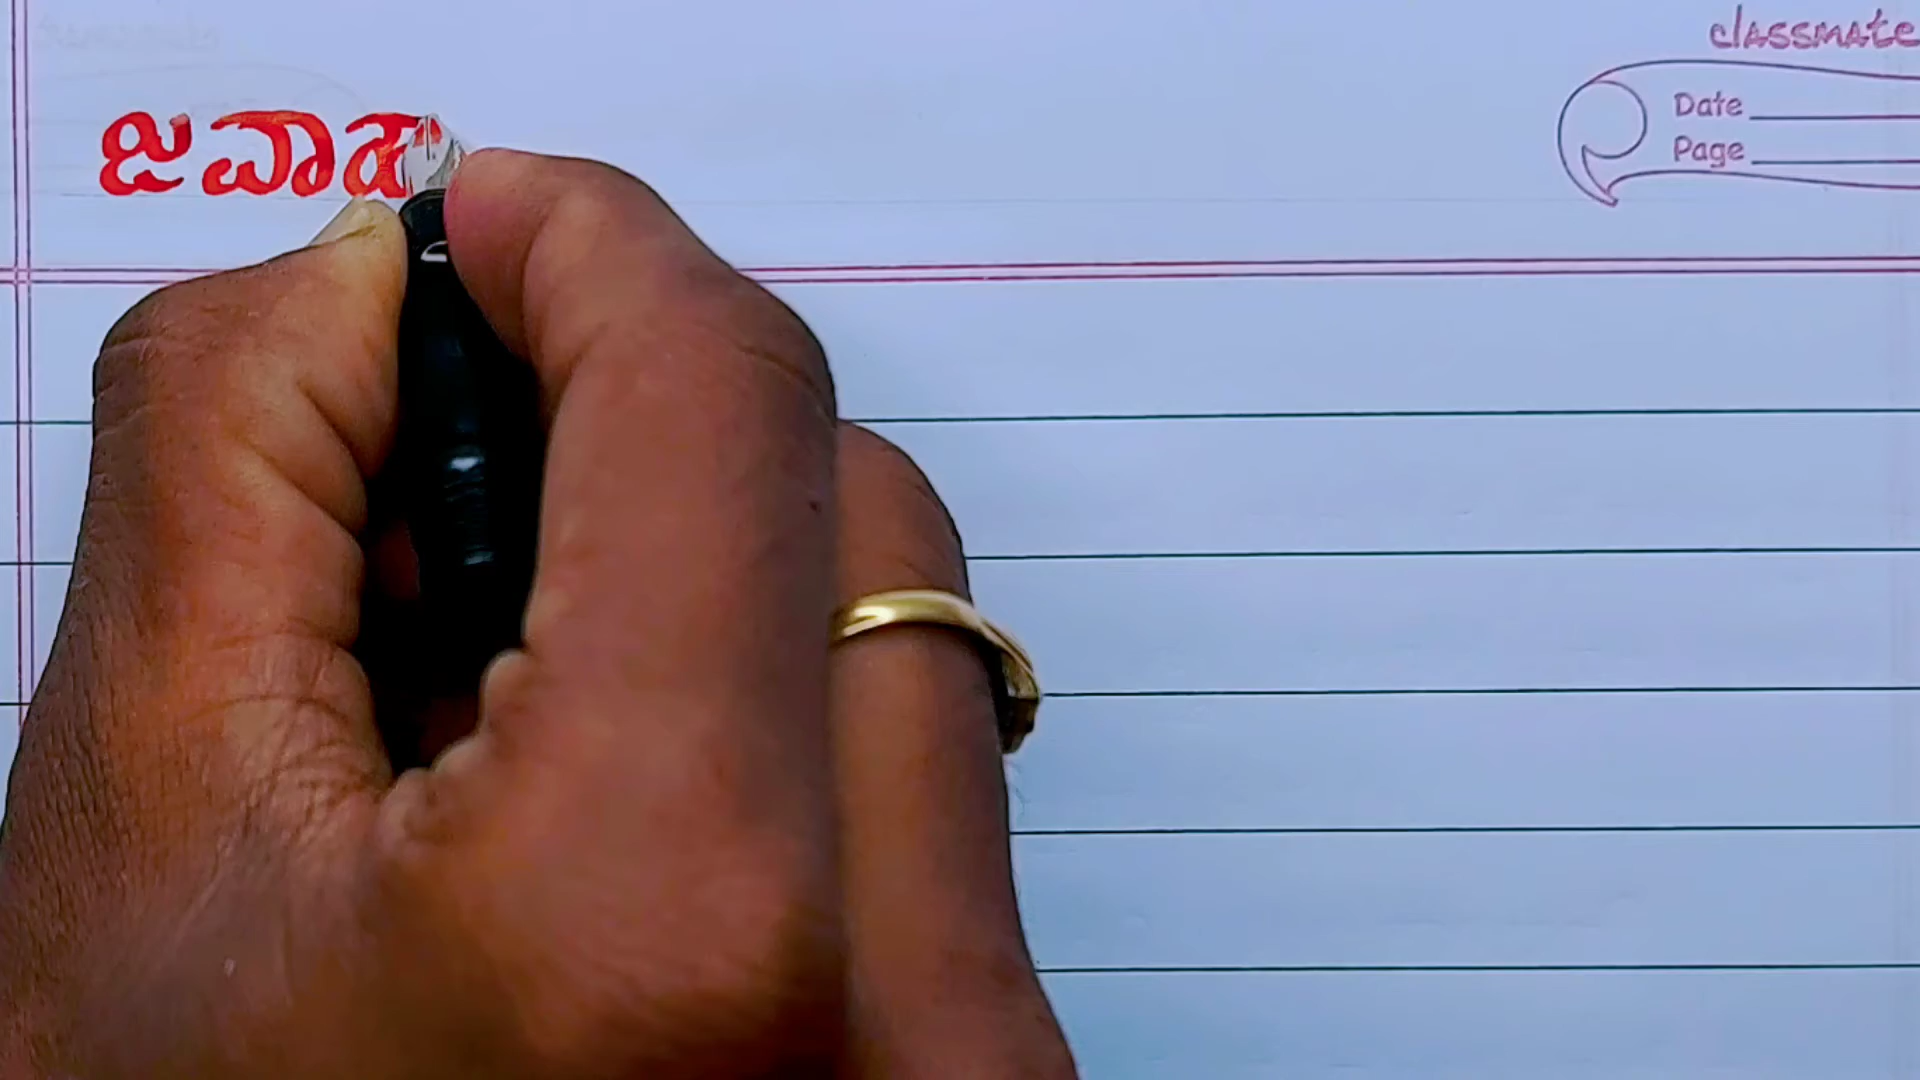 classmate
Date
Page
ಜವಾಹ